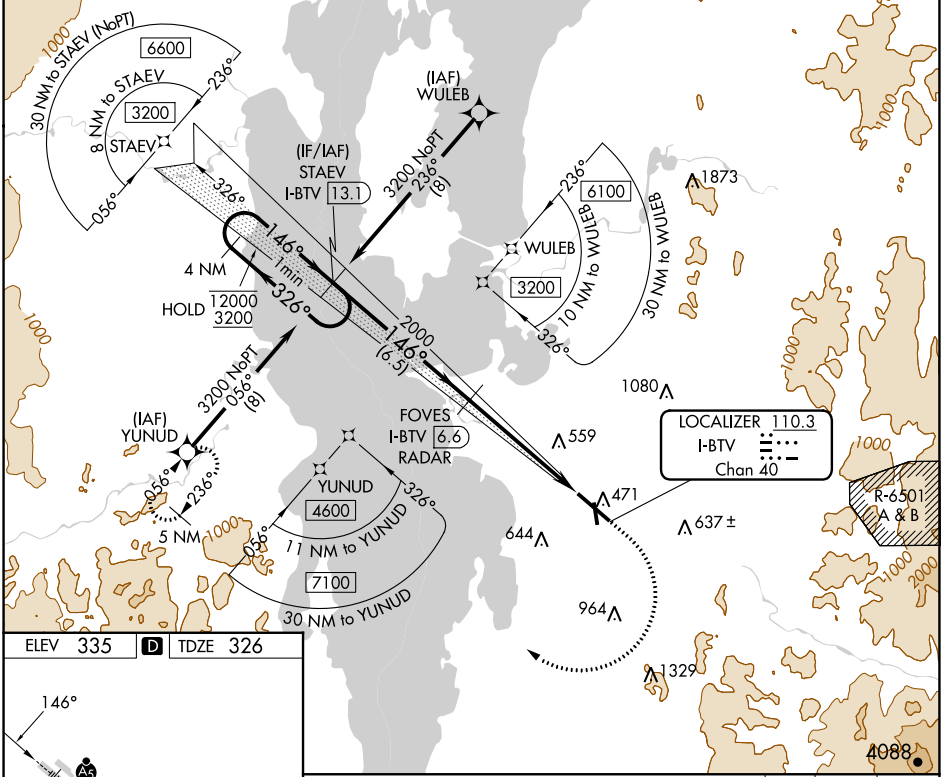 1000
30 NM to STAEV (NoPT)
6600
236°
8 NM to STAEV
3200
STAEV
056°
(IAF)
WULEB
3200 NoPT
236°
(8)
(IF/IAF)
STAEV
I-BTV 13.1
326°
146°
1min
326°
4 NM
HOLD 12000
3200
2000
146°
(6.5)
236°
6100
WULEB
3200
10 NM to WULEB
30 NM to WULEB
326°
1873
1000
1000
1000
1000
3200 NoPT
056°
(8)
(IAF)
YUNUD
056°
236°
5 NM
1000
FOVES
I-BTV 6.6
RADAR
1080
559
LOCALIZER 110.3
I-BTV
Chan 40
1000
R-6501
A & B
1000
2000
471
637 ±
644
964
1329
4088
YUNUD
326°
4600
056°
11 NM to YUNUD
7100
30 NM to YUNUD
ELEV 335 D TDZE 326
146°
A5